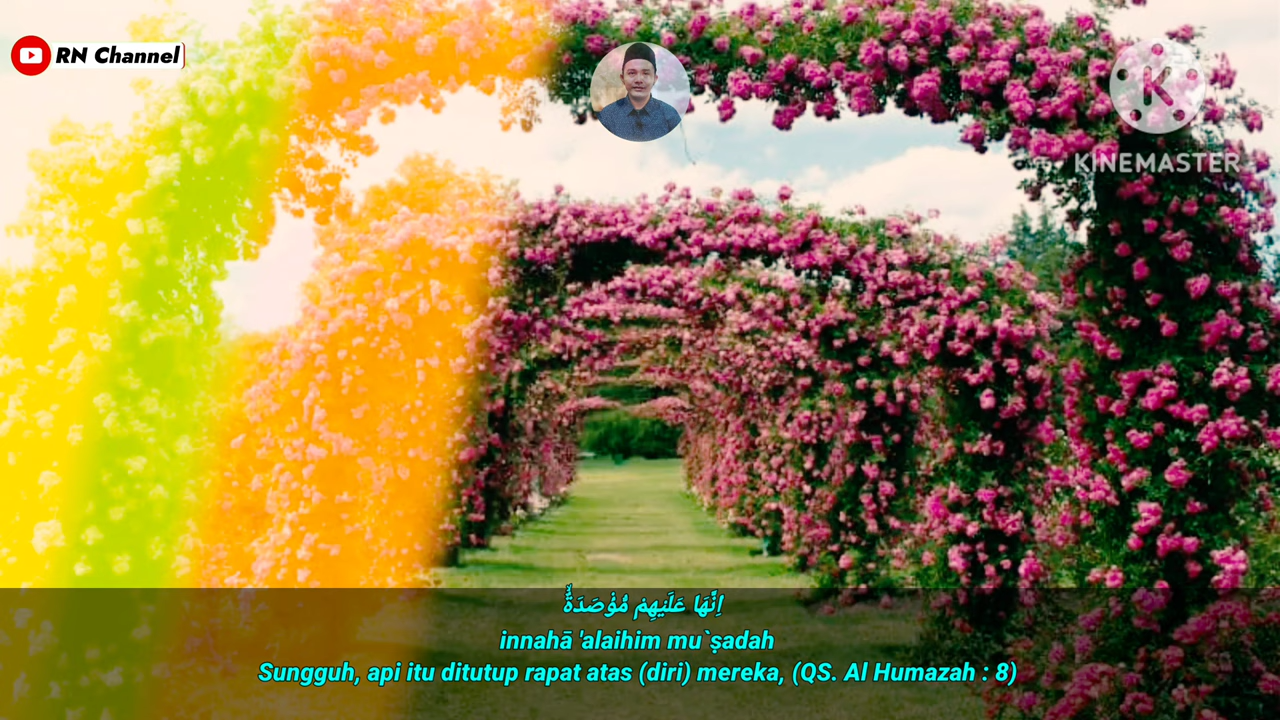 RN Channel
KINEMASTER
اِنَّهَا عَلَيْهِمْ مُّؤْصَدَةٌۙ
innahā 'alaihim mu`ṣadah
Sungguh, api itu ditutup rapat atas (diri) mereka, (QS. Al Humazah : 8)